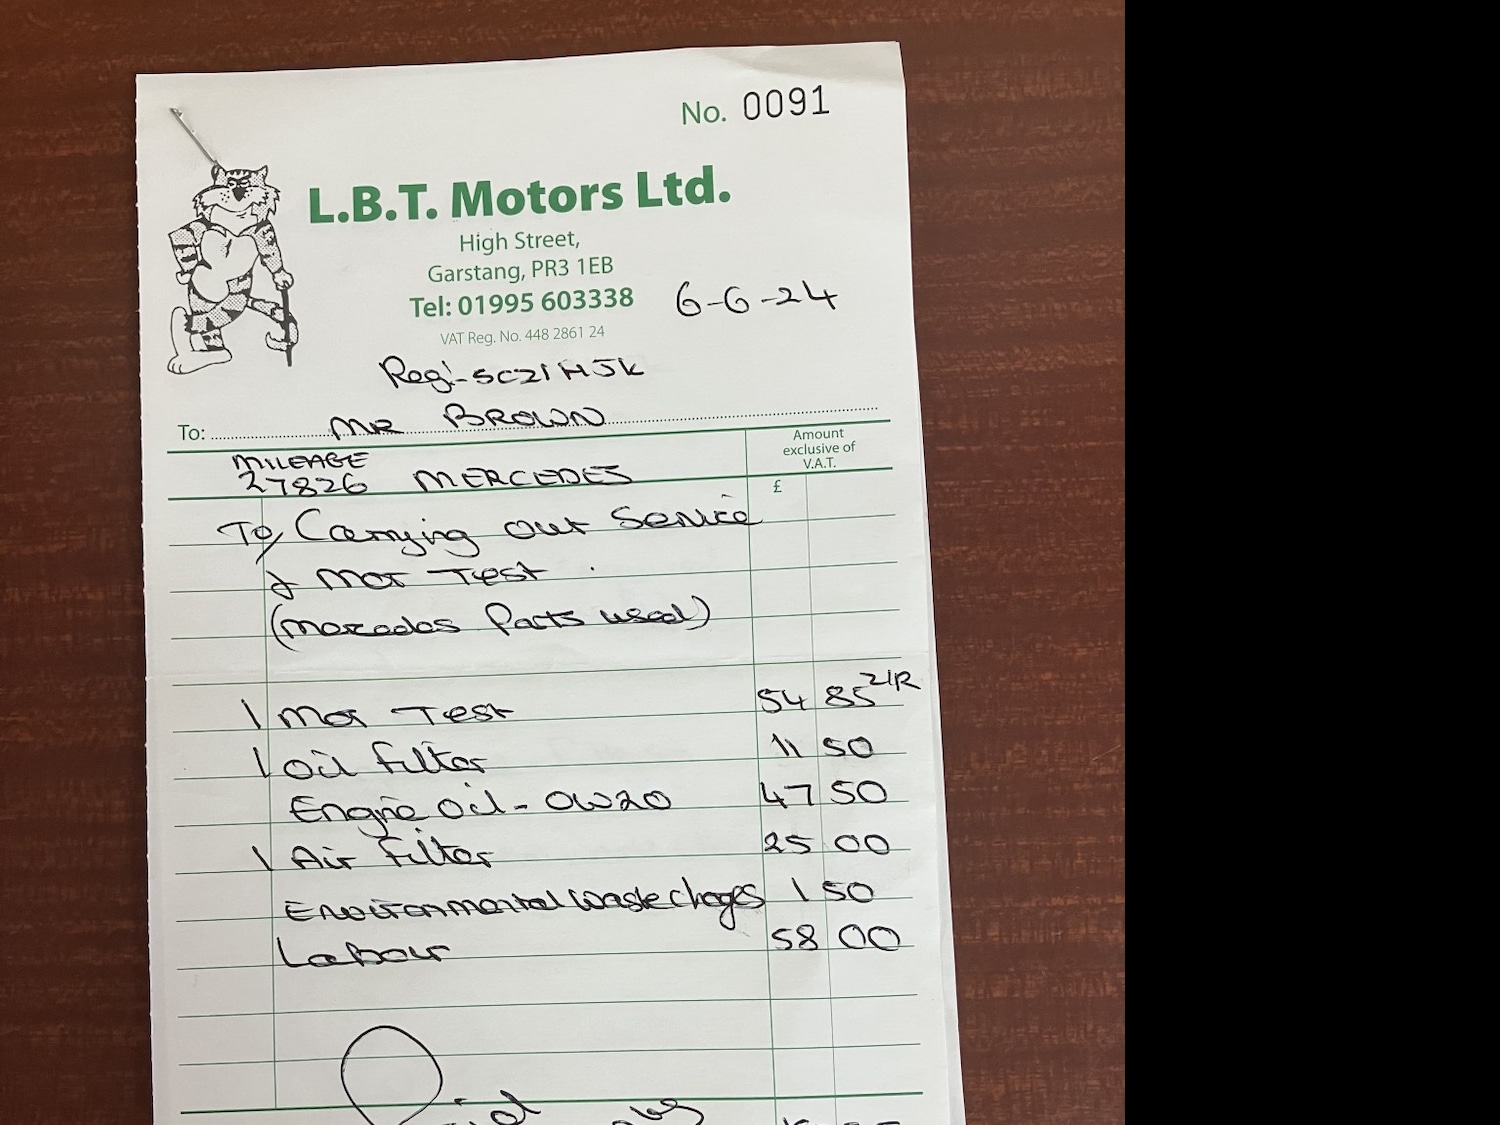 No. 0091
L.B.T. Motors Ltd.
High Street,
Garstang, PR3 1EB
Tel: 01995 603338
6-6-24
VAT Reg. No. 448 2861 24
Reg:- SC21HJK
To: MR BROWN
Amount
exclusive of
V.A.T.
MILEAGE
27826 MERCEDES
£
To/ Carrying out Service
& MOT Test
(Mercedes Parts used)
1 MOT Test 54 85 ZIR
1 Oil Filter 11 50
Engine Oil - 0W20 47 50
1 Air Filter 25 00
Environmental Waste Charges 1 50
Labour 58 00